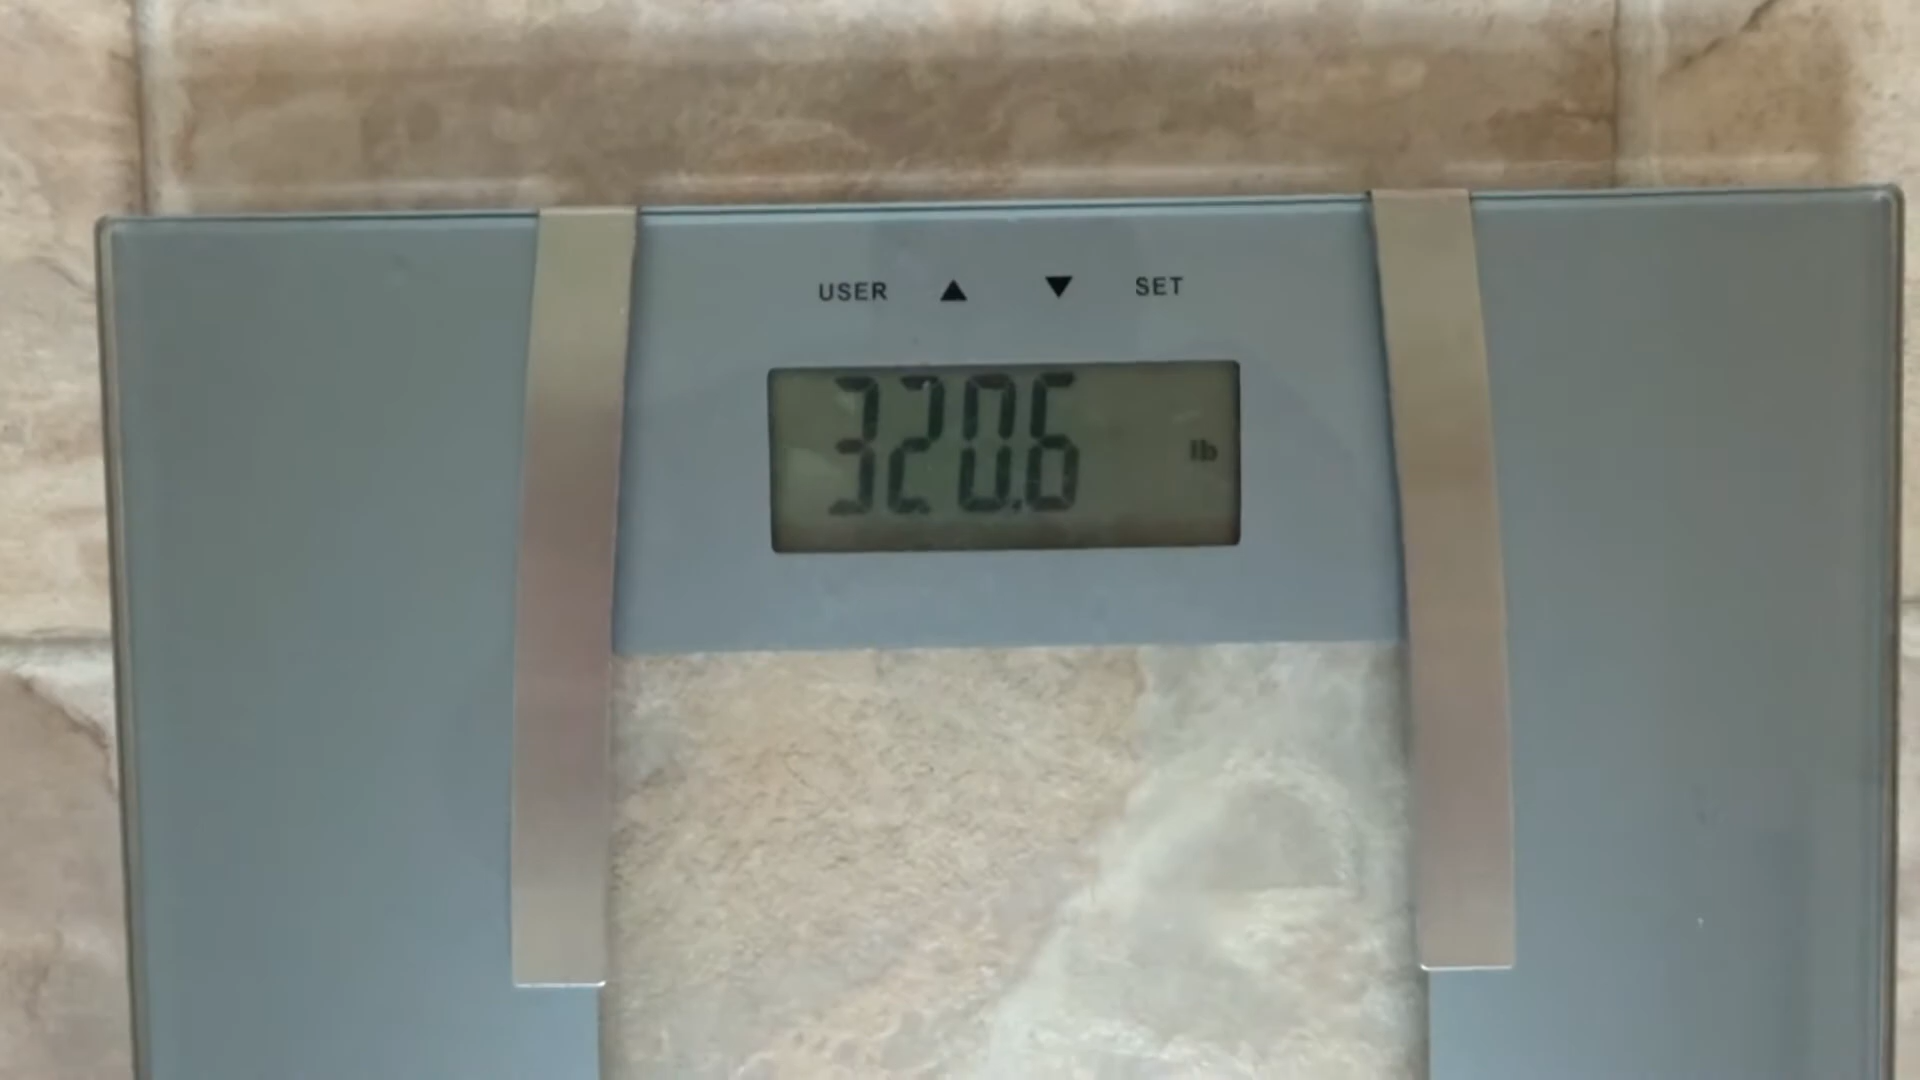 USER ▲ ▼ SET
320.6 lb